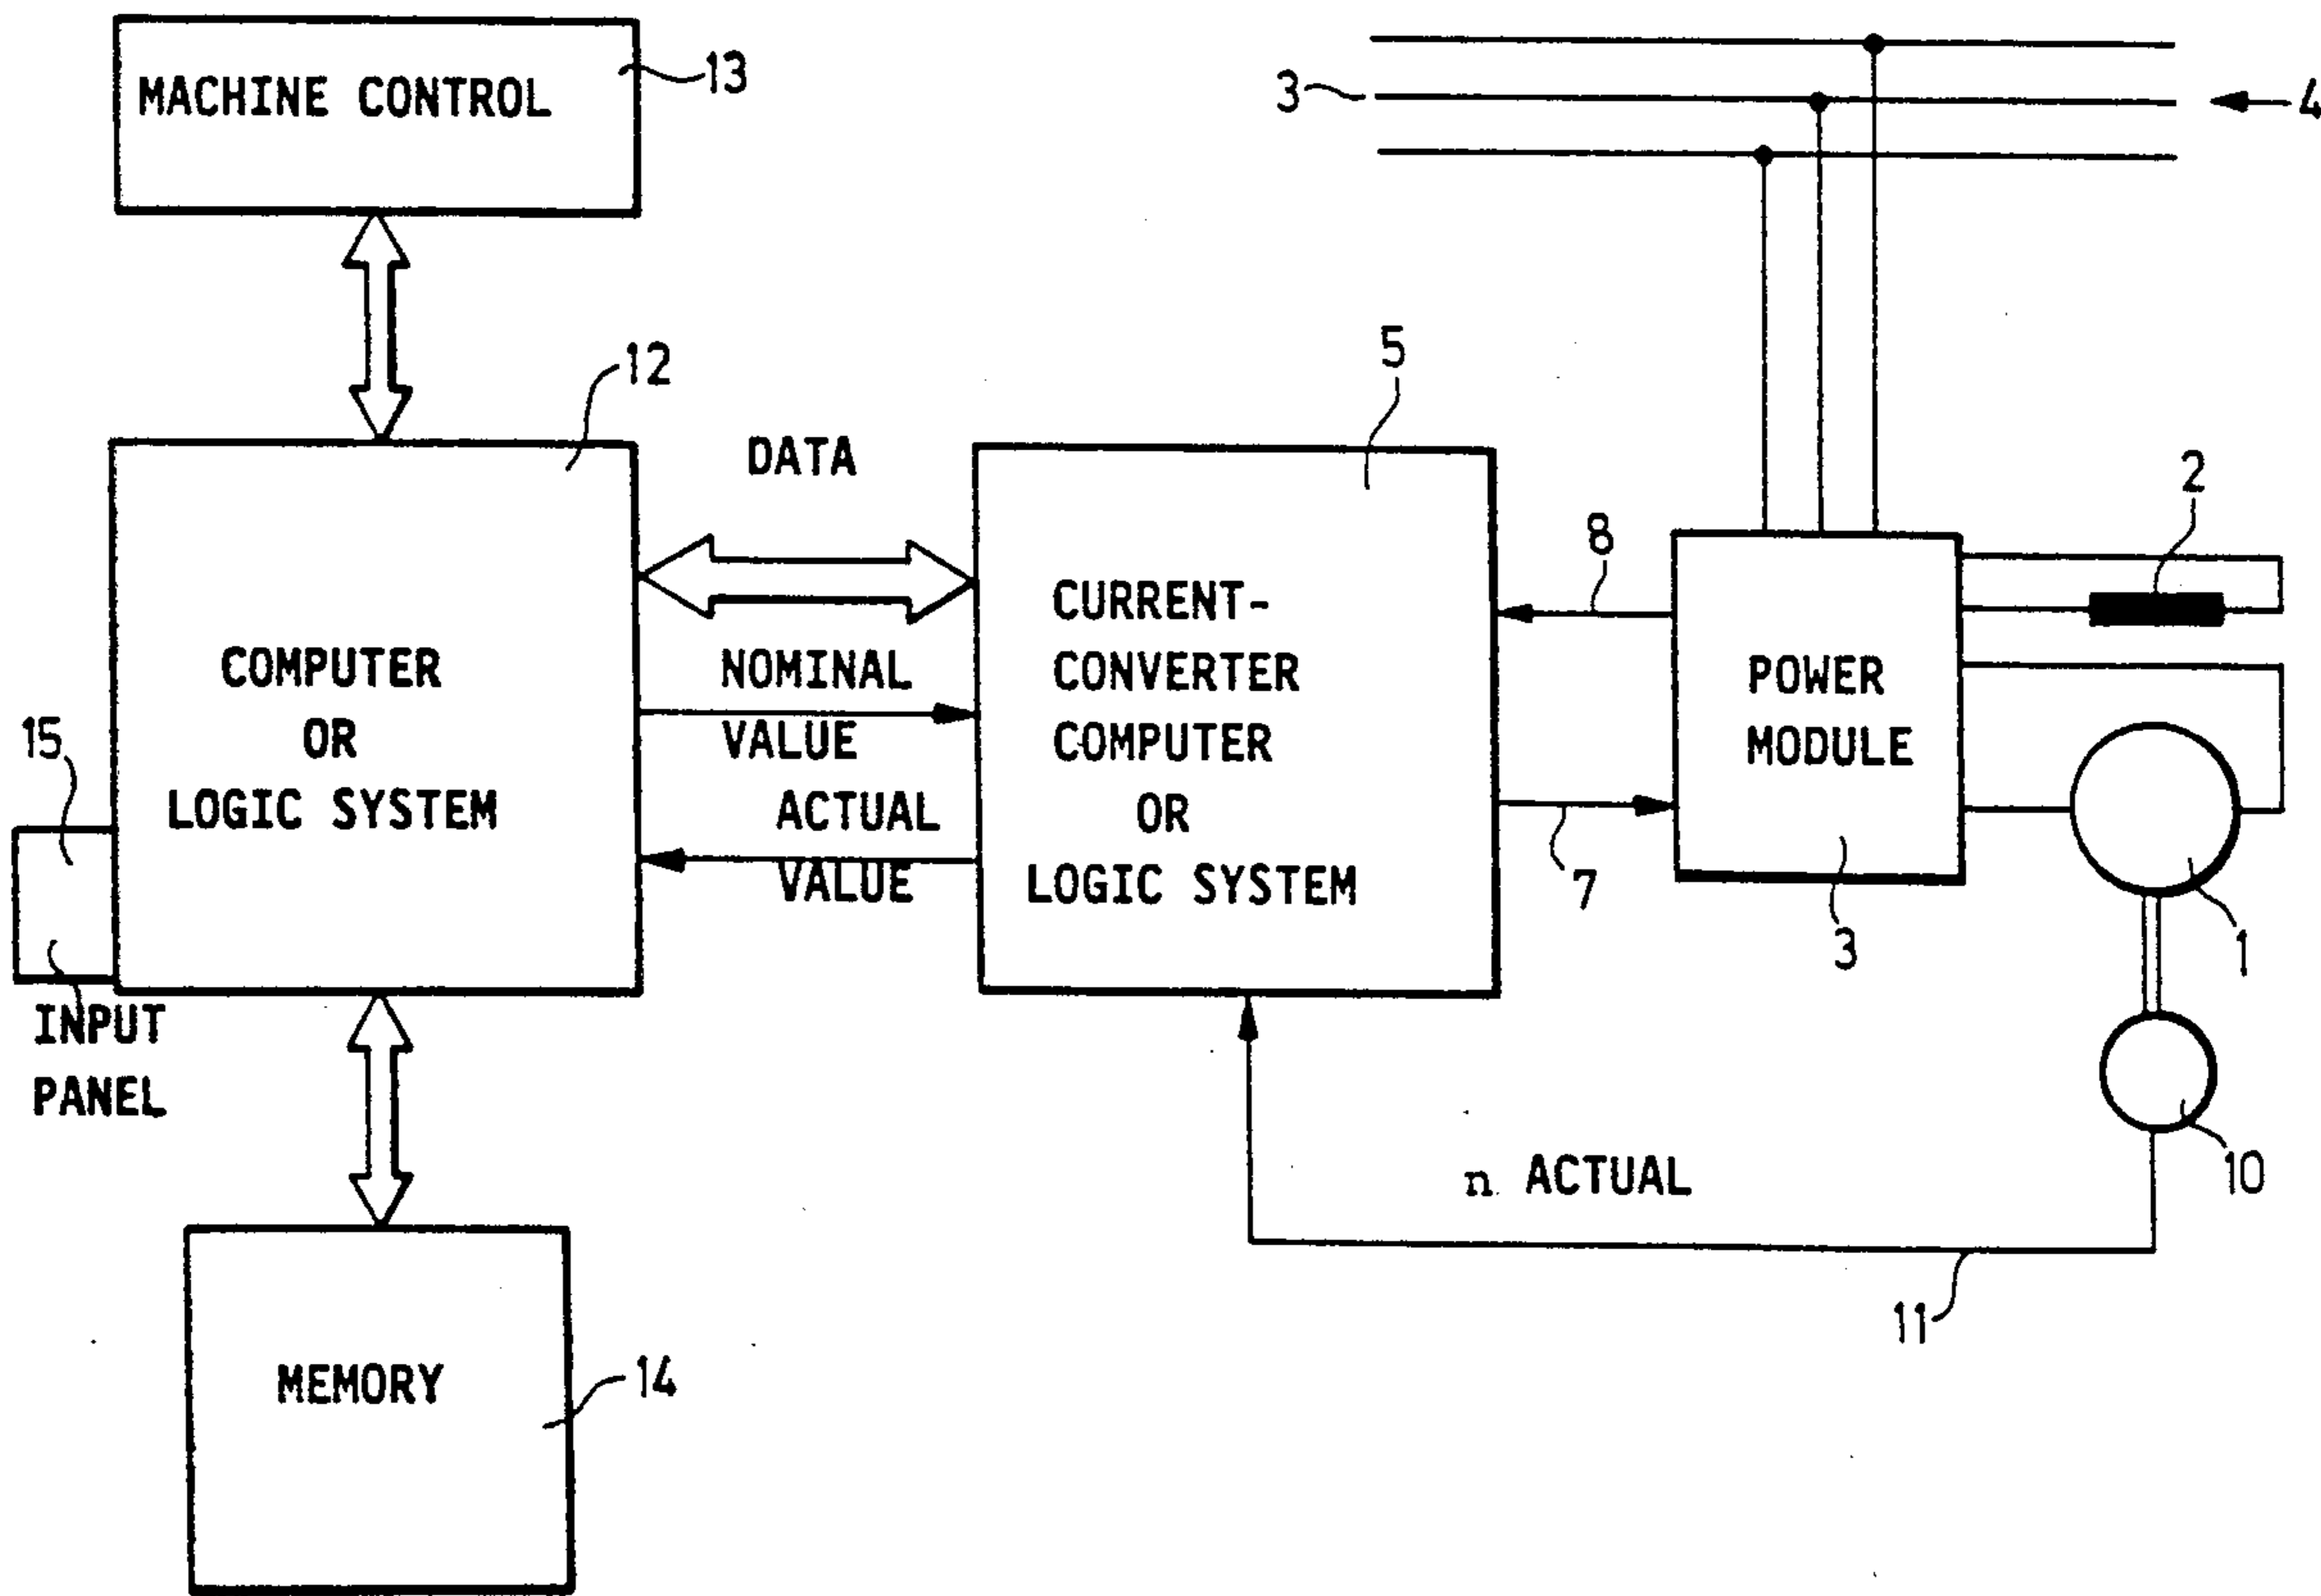 MACHINE CONTROL
13
3
4
12
5
DATA
2
8
COMPUTER
OR
LOGIC SYSTEM
NOMINAL
VALUE
ACTUAL
VALUE
CURRENT-
CONVERTER
COMPUTER
OR
LOGIC SYSTEM
POWER
MODULE
15
7
3
1
INPUT
PANEL
10
n ACTUAL
11
MEMORY
14